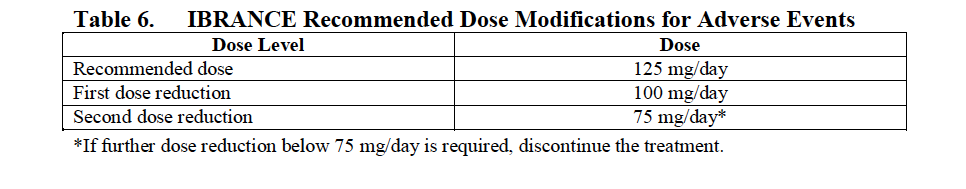 Table 6. IBRANCE Recommended Dose Modifications for Adverse Events
Dose Level Dose
Recommended dose 125 mg/day
First dose reduction 100 mg/day
Second dose reduction 75 mg/day*
*If further dose reduction below 75 mg/day is required, discontinue the treatment.